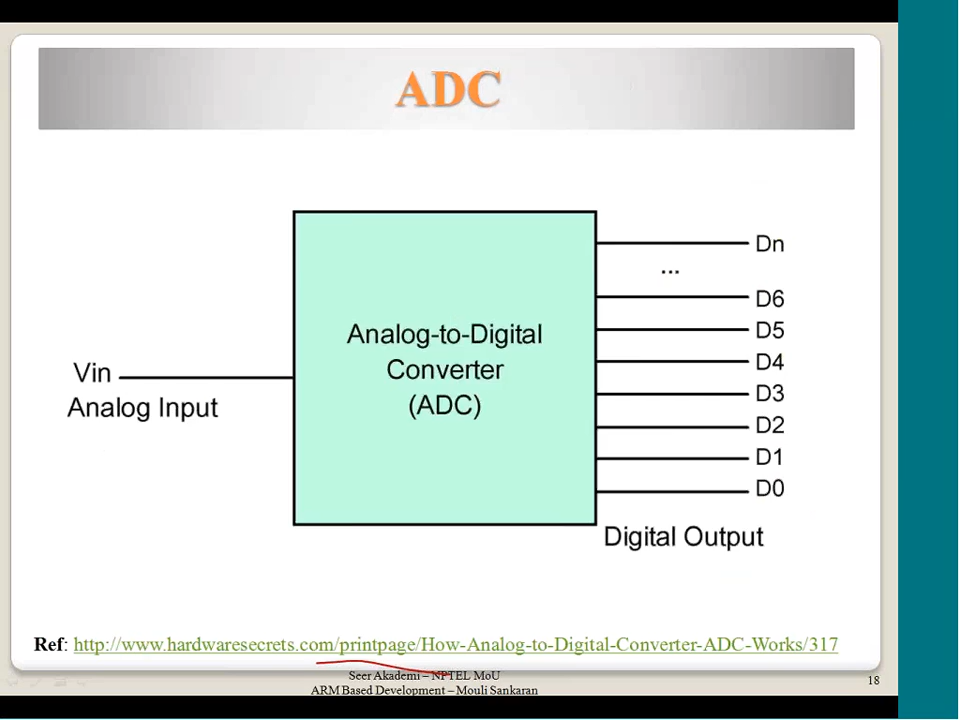 ADC
Dn
...
D6
D5
Analog-to-Digital
D4
Converter
Vin
D3
(ADC)
Analog Input
D2
D1
D0
Digital Output
Ref: http://www.hardwaresecrets.com/printpage/How-Analog-to-Digital-Converter-ADC-Works/317
Seer Akademi – NPTEL MoU
18
ARM Based Development – Mouli Sankaran